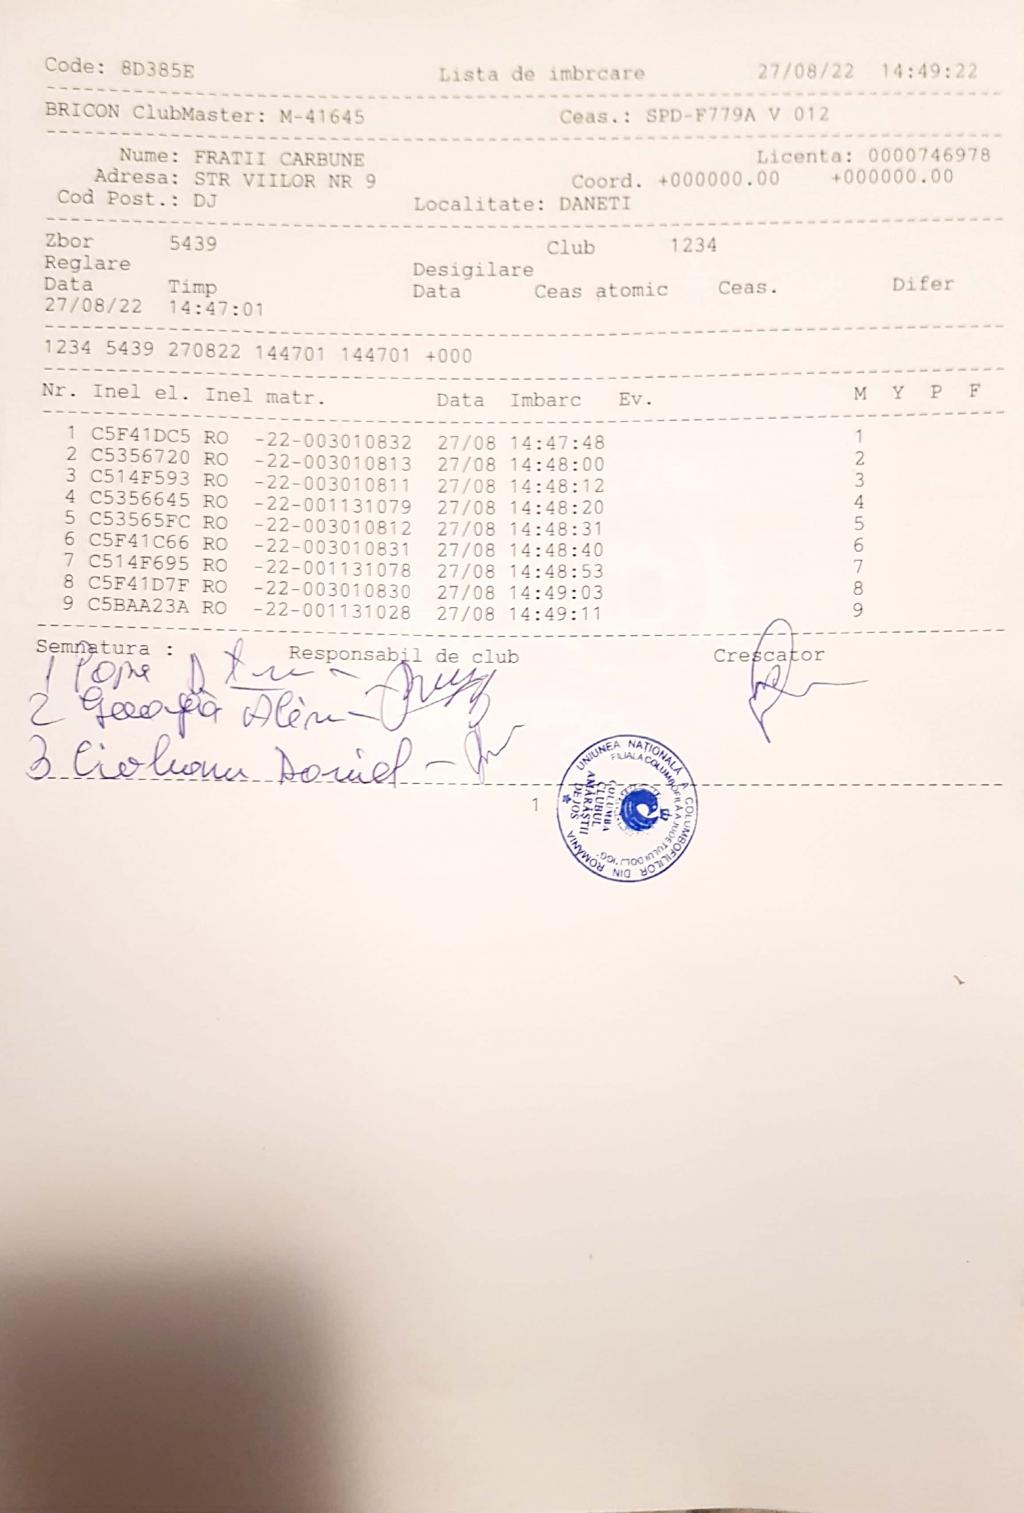 Code: 8D385E Lista de imbrcare 27/08/22 14:49:22
BRICON ClubMaster: M-41645 Ceas.: SPD-F779A V 012
Nume: FRATII CARBUNE Licenta: 0000746978
Adresa: STR VIILOR NR 9 Coord. +000000.00 +000000.00
Cod Post.: DJ Localitate: DANETI
Zbor 5439 Club 1234
Reglare Desigilare
Data Timp Data Ceas atomic Ceas. Difer
27/08/22 14:47:01
1234 5439 270822 144701 144701 +000
Nr. Inel el. Inel matr. Data Imbarc Ev. M Y P F
1 C5F41DC5 RO -22-003010832 27/08 14:47:48 1
2 C5356720 RO -22-003010813 27/08 14:48:00 2
3 C514F593 RO -22-003010811 27/08 14:48:12 3
4 C5356645 RO -22-001131079 27/08 14:48:20 4
5 C53565FC RO -22-003010812 27/08 14:48:31 5
6 C5F41C66 RO -22-003010831 27/08 14:48:40 6
7 C514F695 RO -22-001131078 27/08 14:48:53 7
8 C5F41D7F RO -22-003010830 27/08 14:49:03 8
9 C5BAA23A RO -22-001131028 27/08 14:49:11 9
Semnatura : Responsabil de club Crescator
1
2
3
1
UNIUNEA NAȚIONALĂ A COLUMBOFILILOR DIN ROMÂNIA
COLUMBA
CLUBUL
AMARASTII
DE JOS